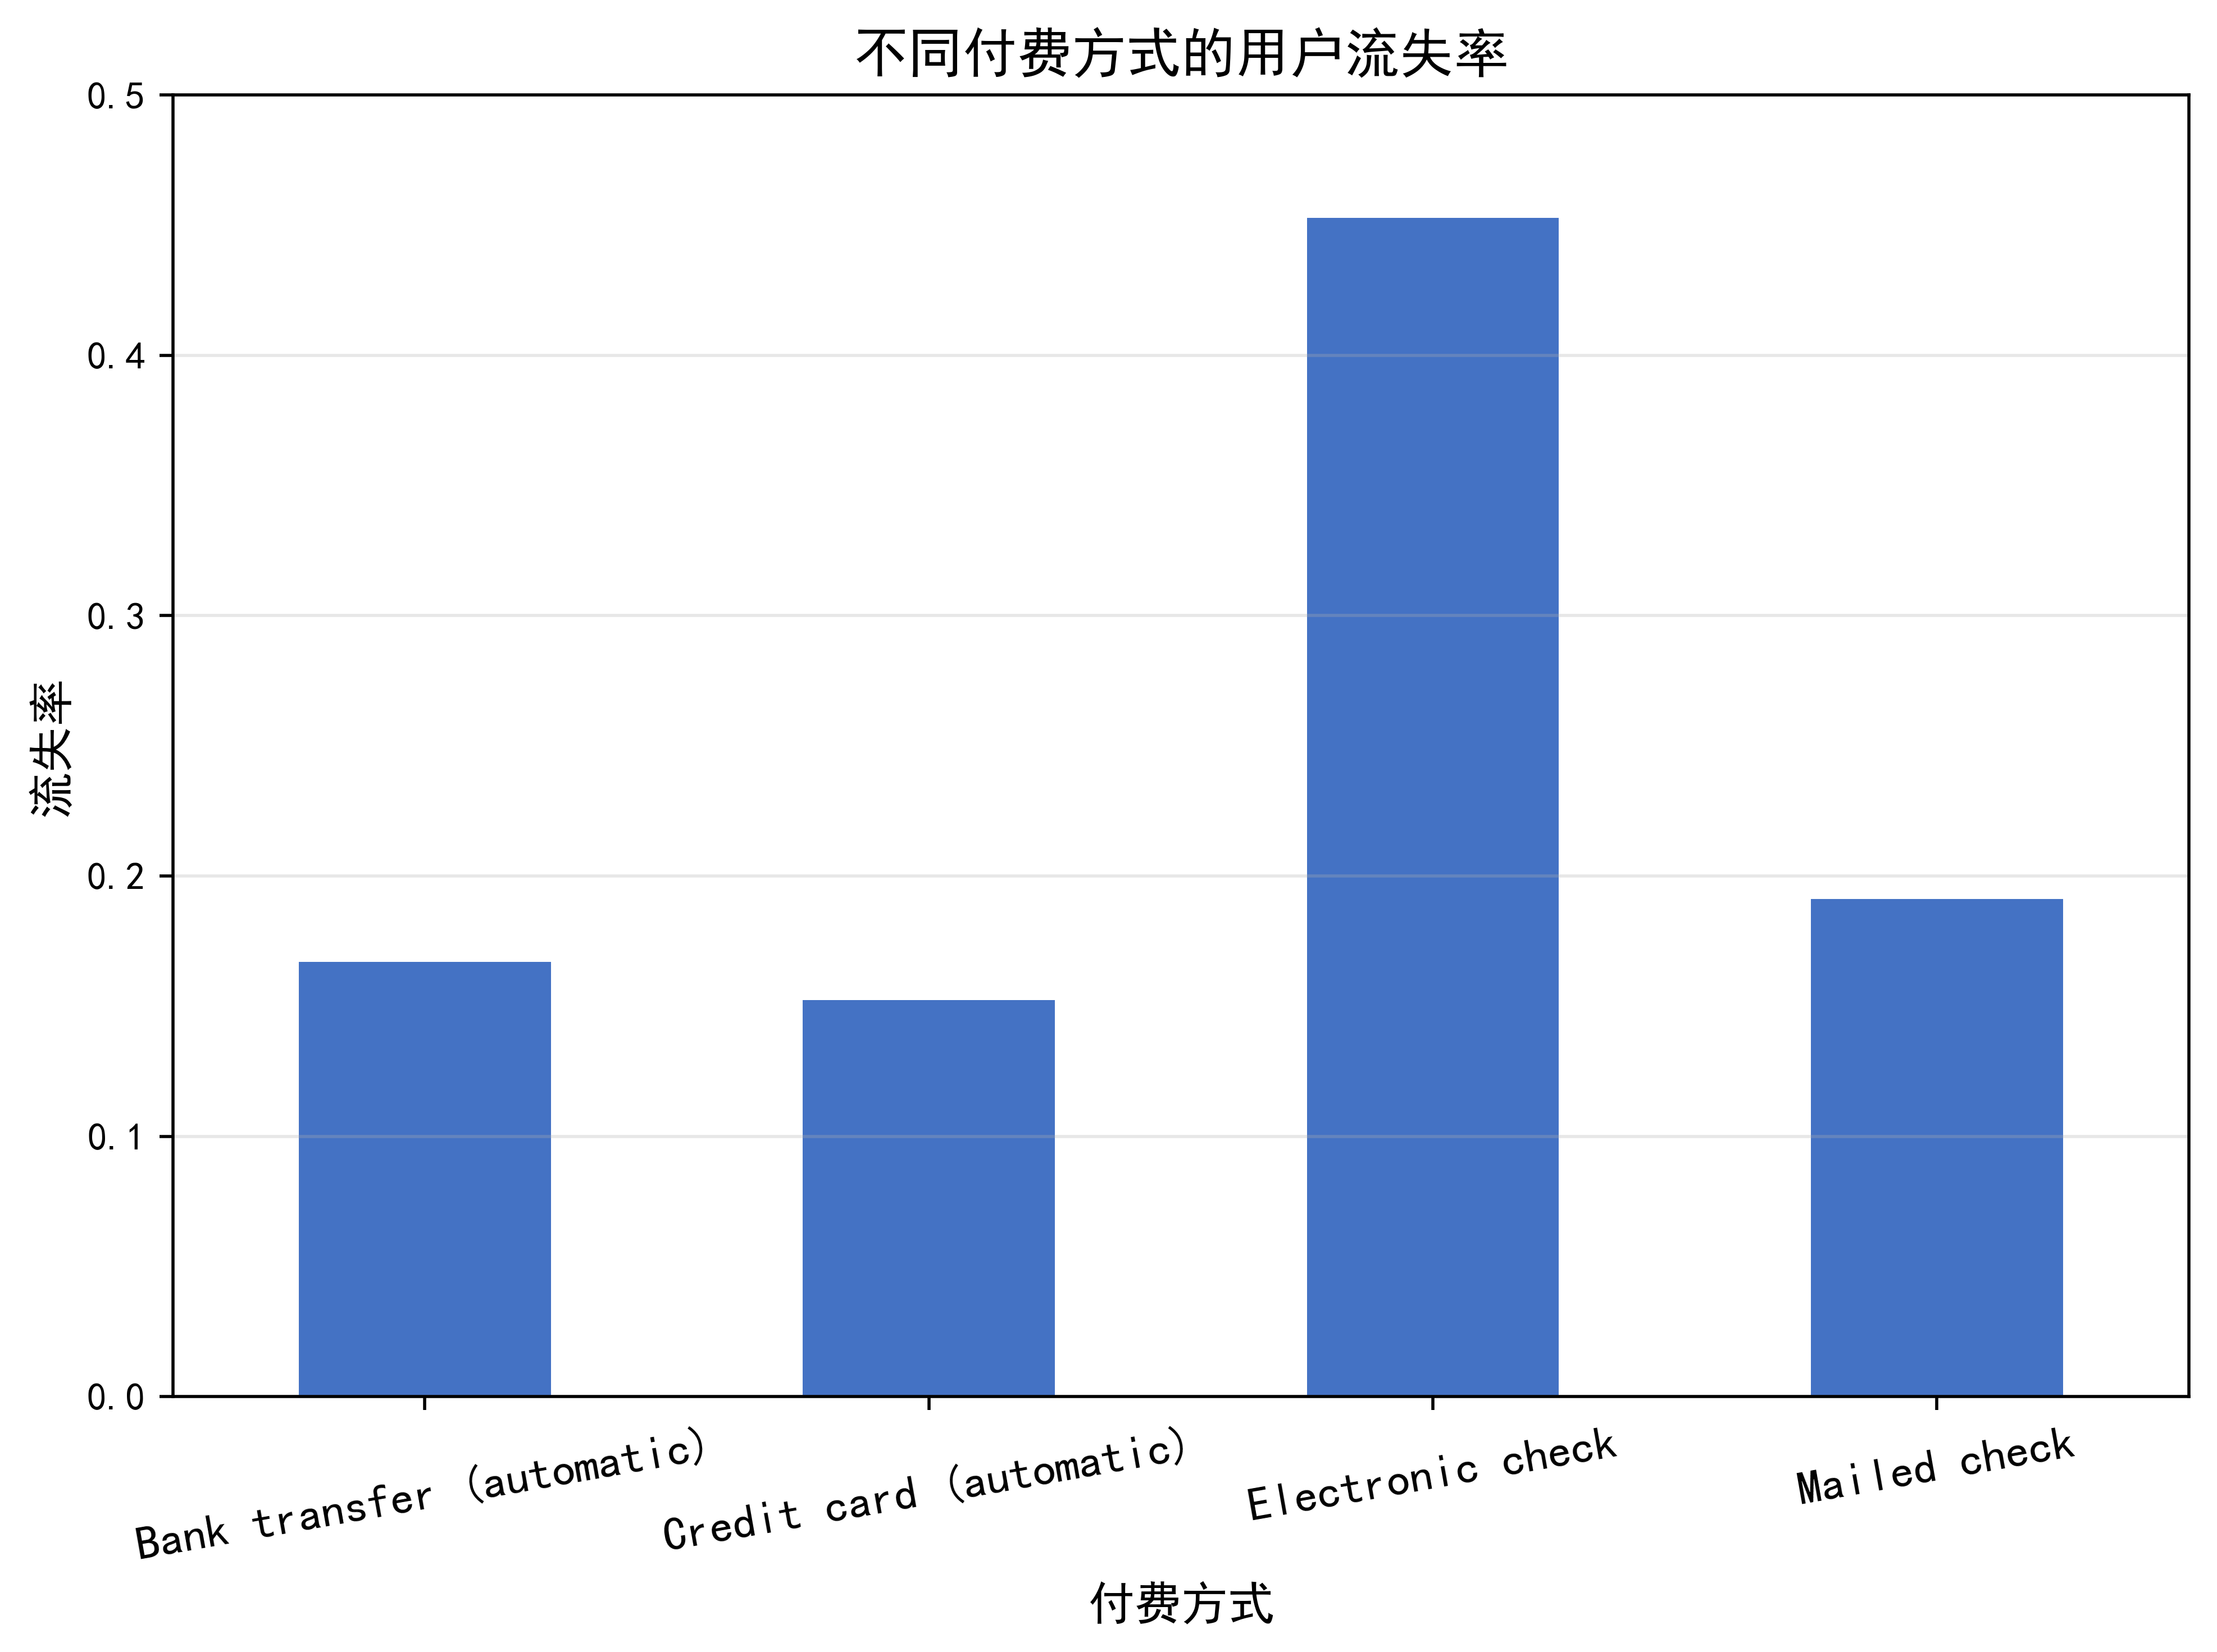 不同付费方式的用户流失率
0.5
0.4
0.3
0.2
0.1
0.0
流失率
Bank transfer (automatic)
Credit card (automatic)
Electronic check
Mailed check
付费方式